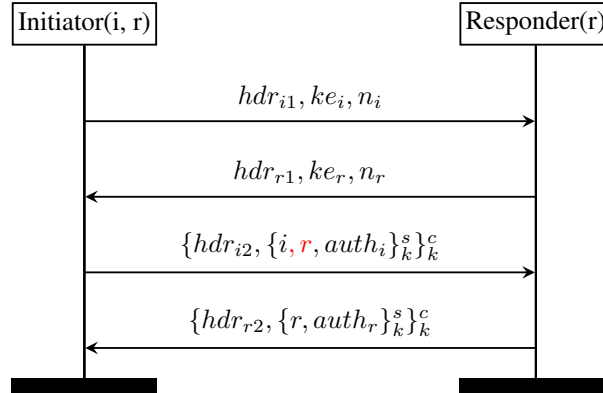 Initiator(i, r) Responder(r)
hdr_{i1}, ke_i, n_i
hdr_{r1}, ke_r, n_r
{hdr_{i2}, {i, r, auth_i}^s_k}^c_k
{hdr_{r2}, {r, auth_r}^s_k}^c_k